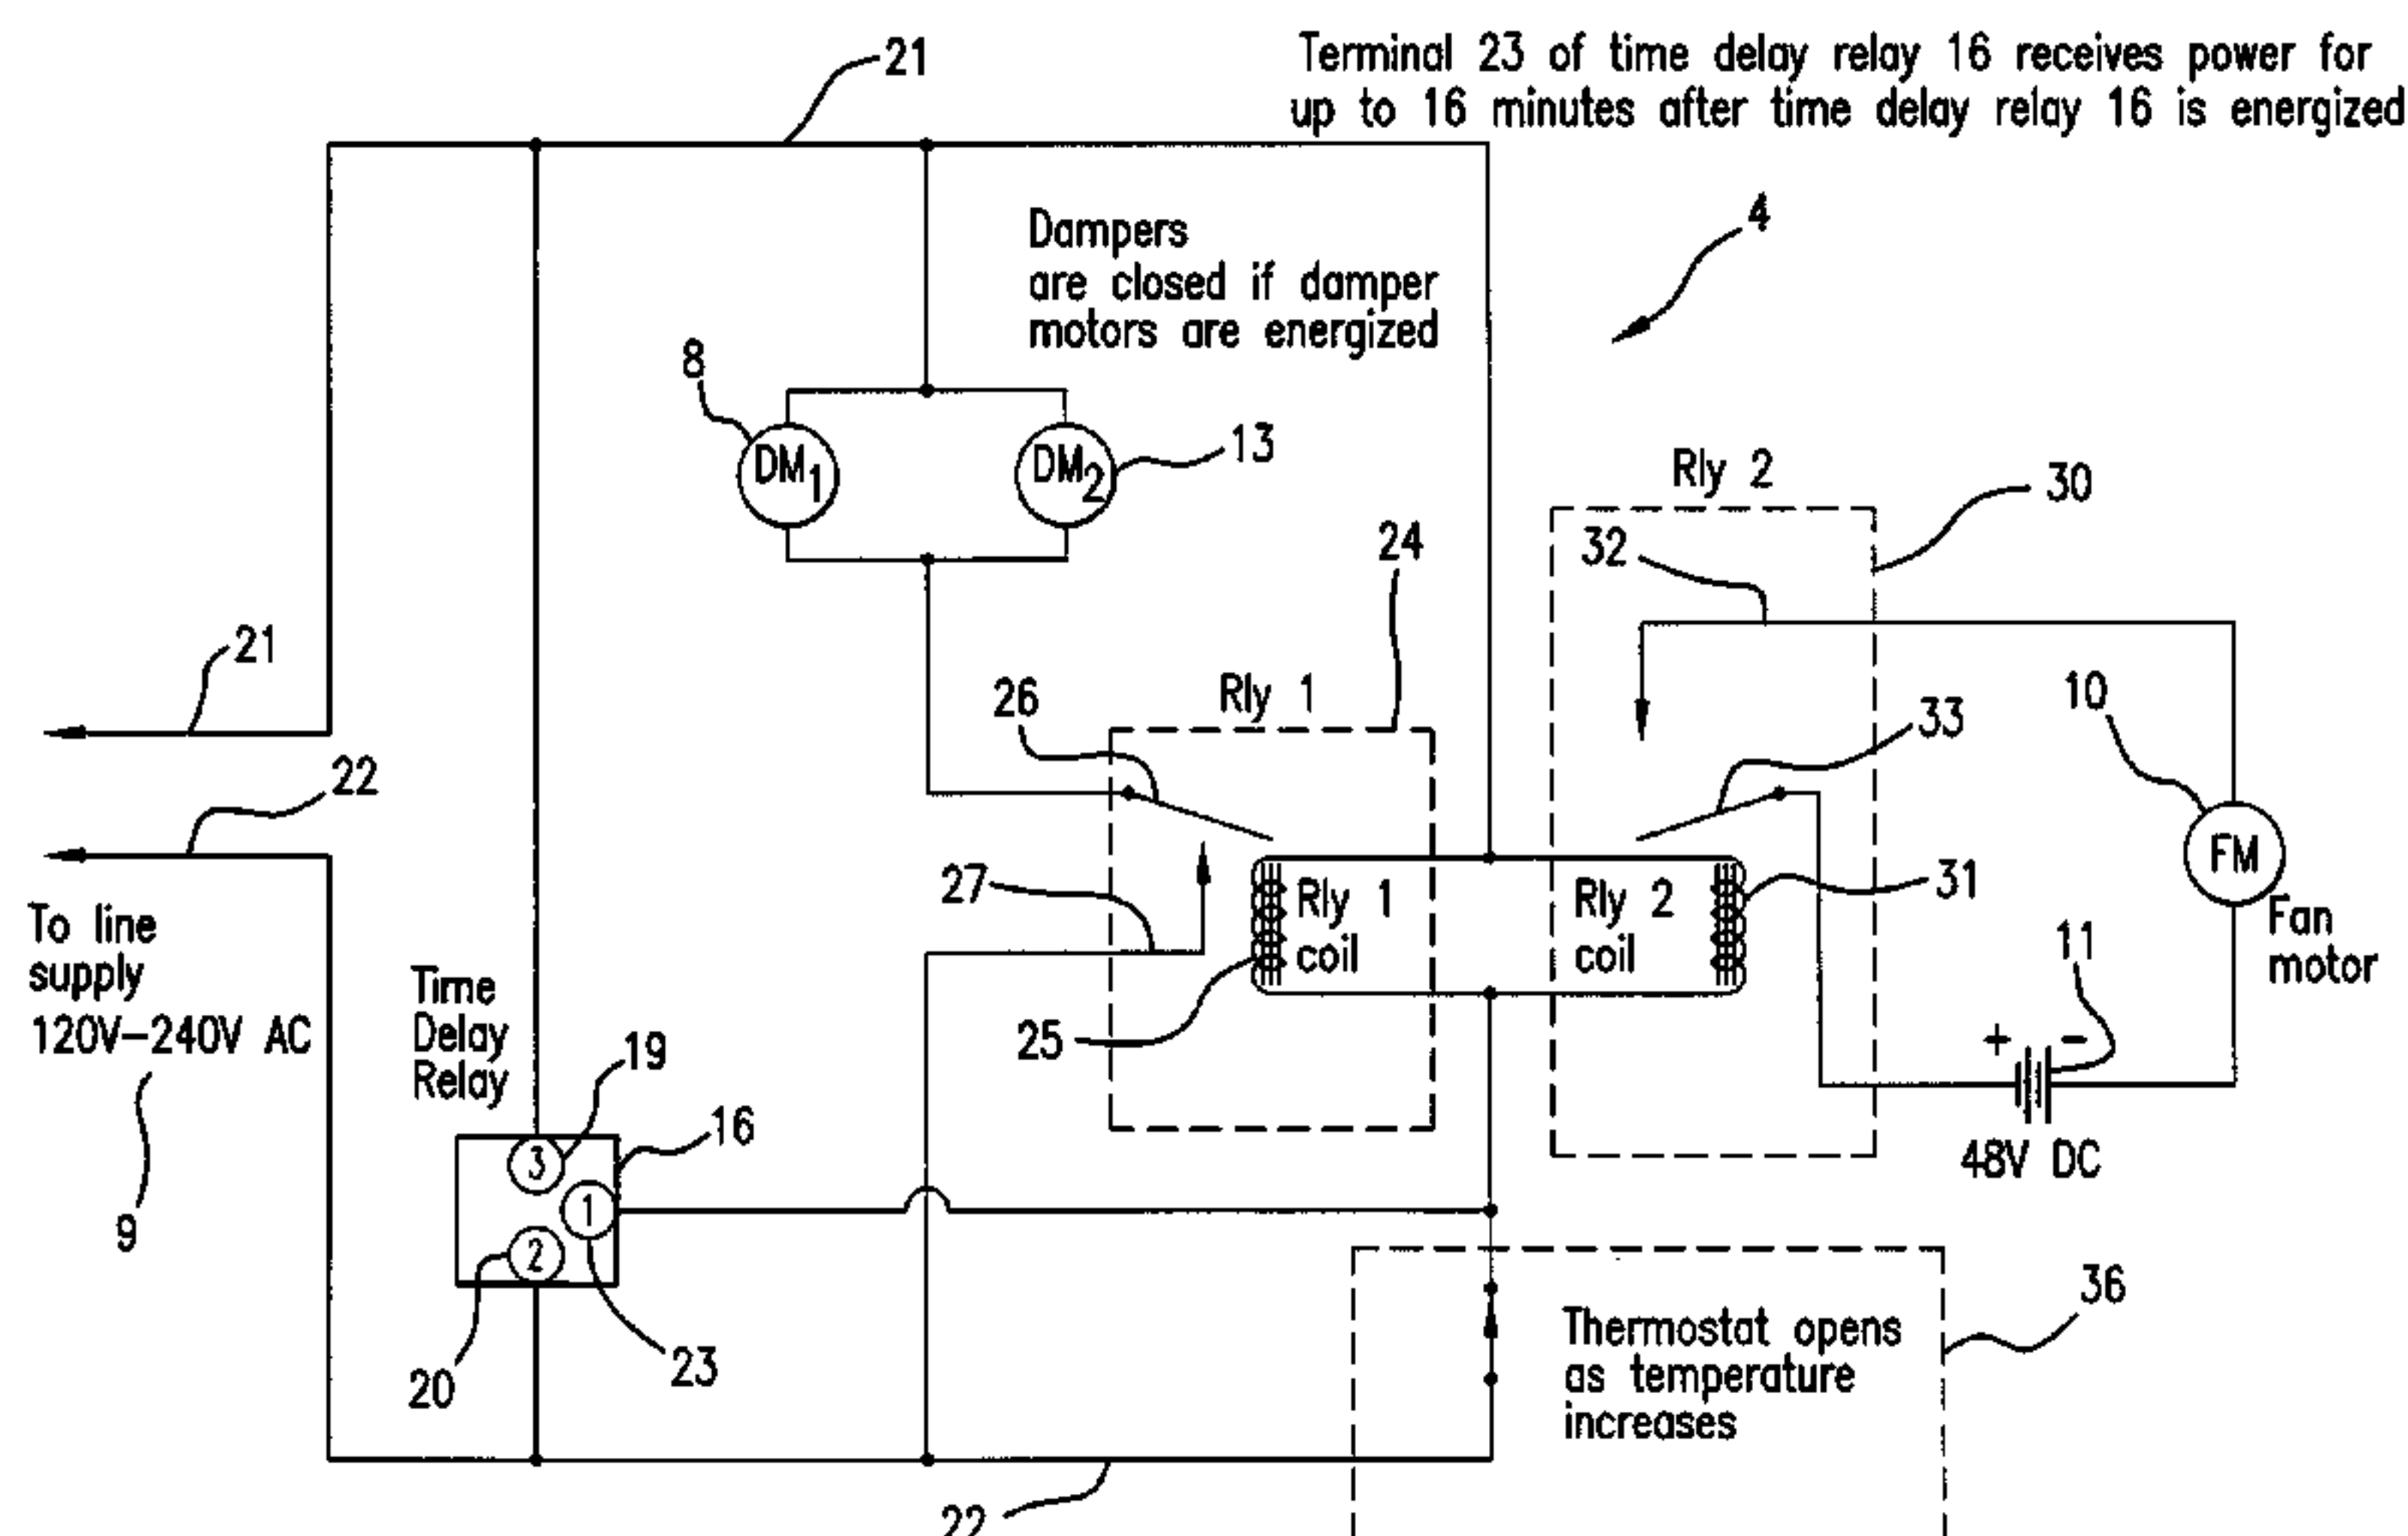 Terminal 23 of time delay relay 16 receives power for
up to 16 minutes after time delay relay 16 is energized
21
4
Dampers
are closed if damper
motors are energized
8
DM1
DM2
13
Rly 2
30
24
32
21
26
Rly 1
10
33
22
FM
Fan
motor
27
Rly 1
coil
Rly 2
coil
31
11
To line
supply
120V-240V AC
Time
Delay
Relay
25
+ -
48V DC
19
16
3
1
2
9
20
23
36
Thermostat opens
as temperature
increases
22